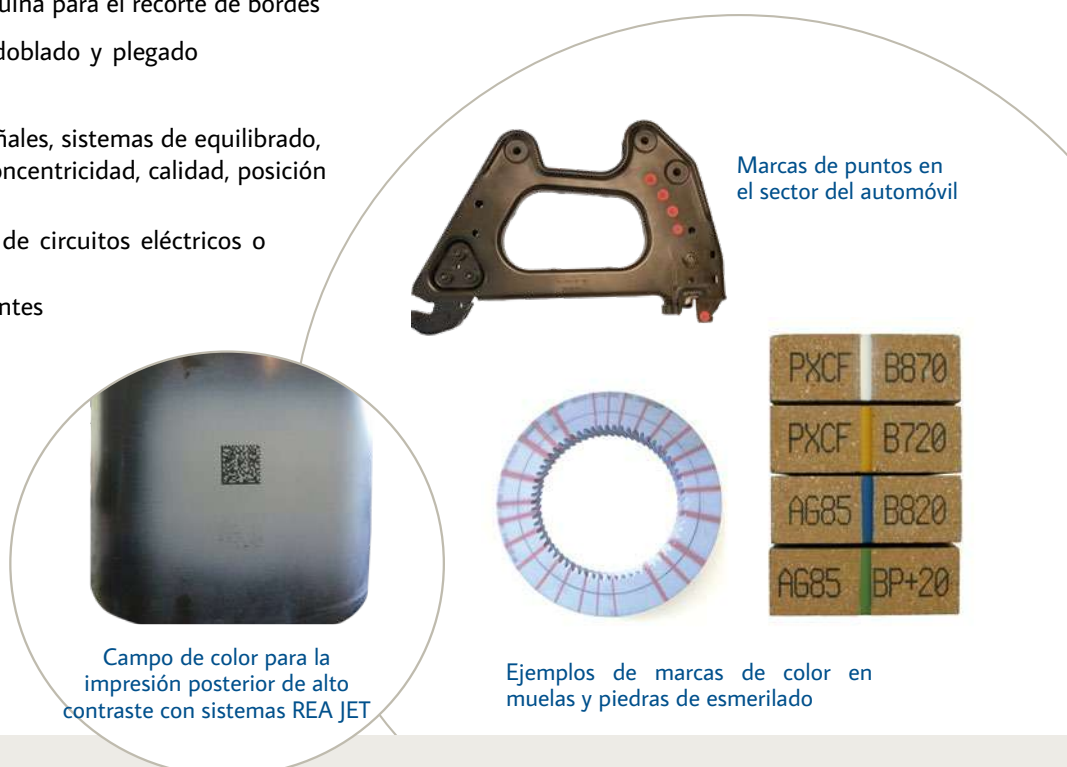 uina para el recorte de bordes
doblado y plegado
ñales, sistemas de equilibrado,
oncentricidad, calidad, posición
de circuitos eléctricos o
ntes
Marcas de puntos en
el sector del automóvil
PXCF B870
PXCF B720
AG85 B820
AG85 BP+20
Campo de color para la
impresión posterior de alto
contraste con sistemas REA JET
Ejemplos de marcas de color en
muelas y piedras de esmerilado